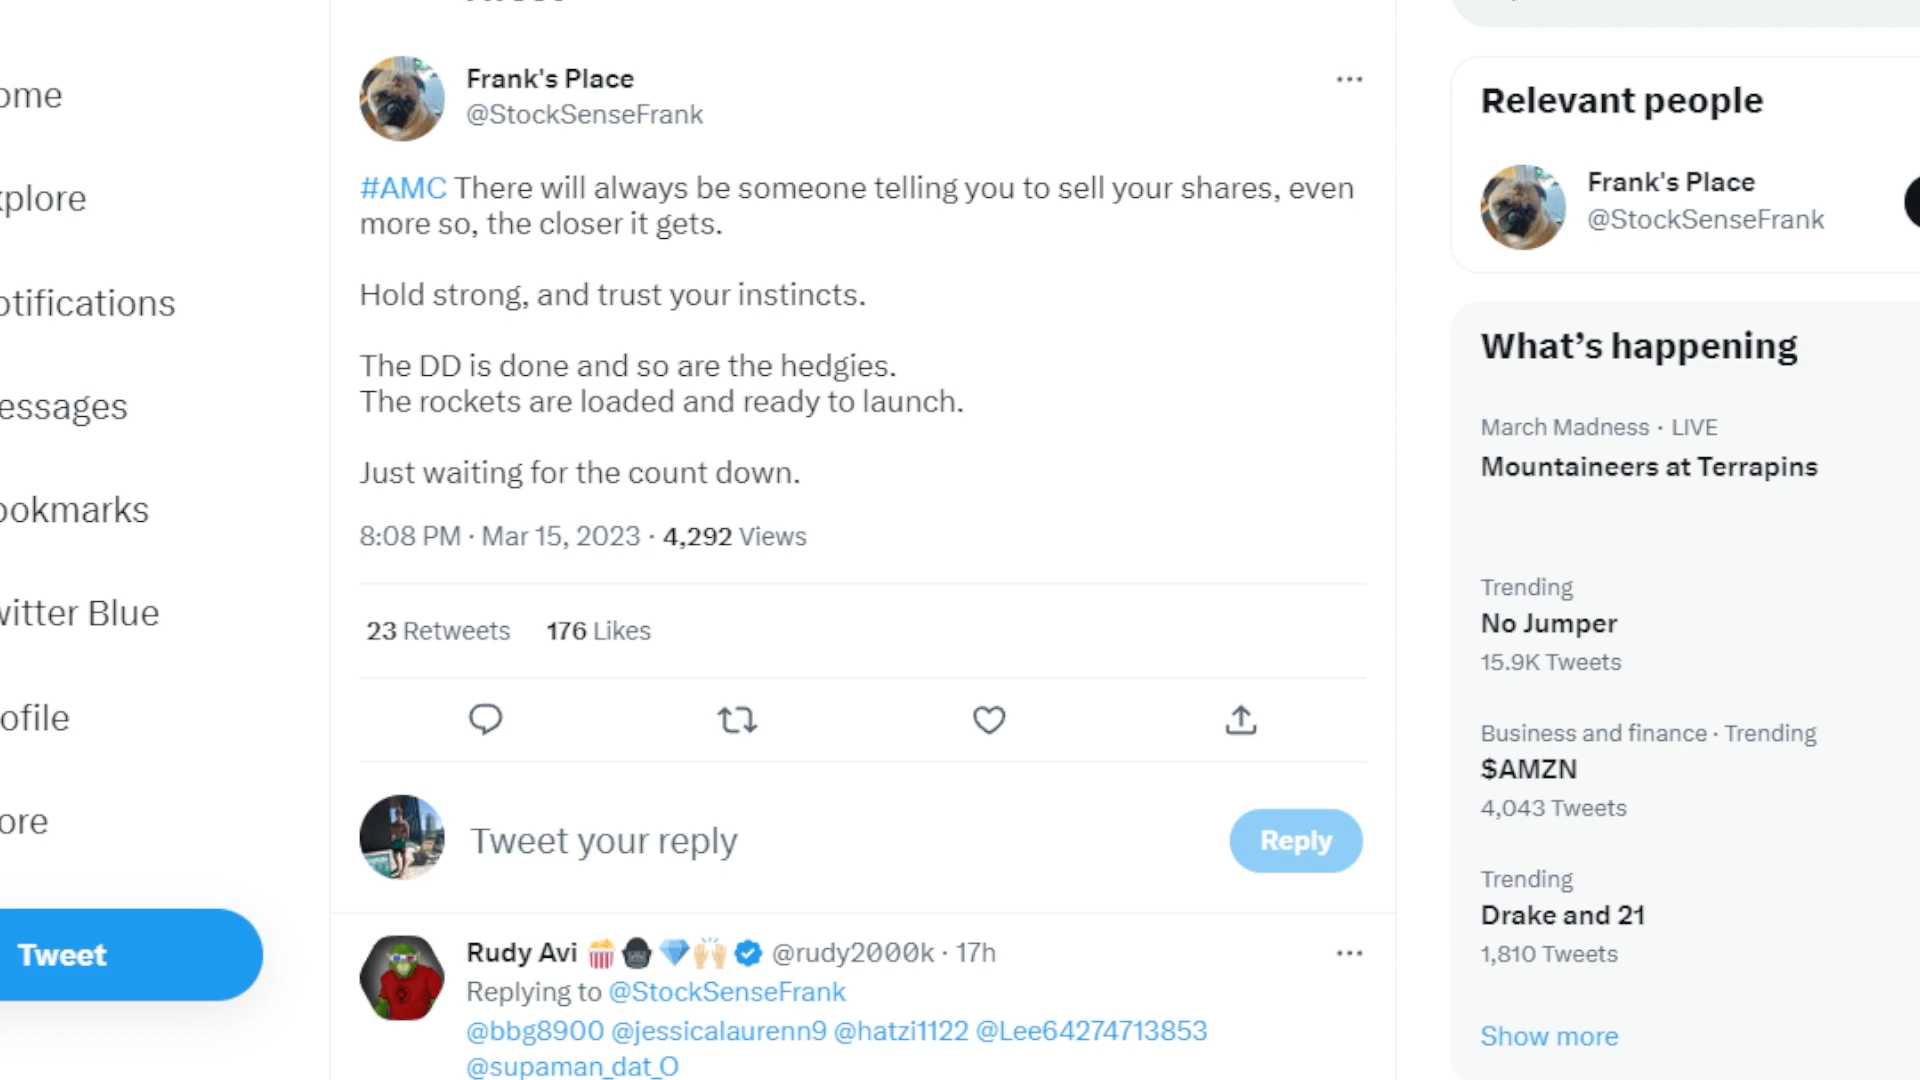 ome
xplore
otifications
essages
ookmarks
witter Blue
ofile
ore
Tweet
Frank's Place
@StockSenseFrank
#AMC There will always be someone telling you to sell your shares, even
more so, the closer it gets.
Hold strong, and trust your instincts.
The DD is done and so are the hedgies.
The rockets are loaded and ready to launch.
Just waiting for the count down.
8:08 PM · Mar 15, 2023 · 4,292 Views
23 Retweets 176 Likes
Tweet your reply
Reply
Rudy Avi 🍿🦍💎🙌🏻 @rudy2000k · 17h
Replying to @StockSenseFrank
@bbg8900 @jessicalaurenn9 @hatzi1122 @Lee64274713853
@supaman_dat_O
Relevant people
Frank's Place
@StockSenseFrank
What’s happening
March Madness · LIVE
Mountaineers at Terrapins
Trending
No Jumper
15.9K Tweets
Business and finance · Trending
$AMZN
4,043 Tweets
Trending
Drake and 21
1,810 Tweets
Show more